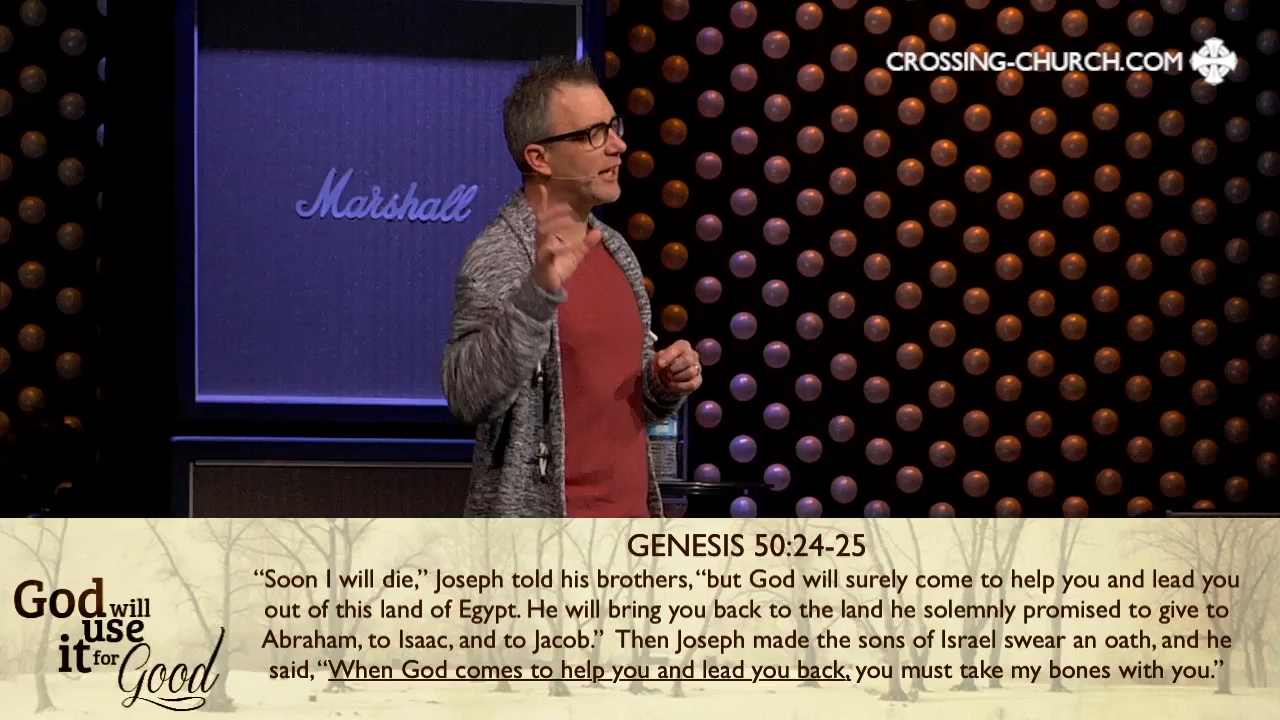 CROSSING-CHURCH.COM
Marshall
GENESIS 50:24-25
“Soon I will die,” Joseph told his brothers, “but God will surely come to help you and lead you
out of this land of Egypt. He will bring you back to the land he solemnly promised to give to
Abraham, to Isaac, and to Jacob.” Then Joseph made the sons of Israel swear an oath, and he
said, “When God comes to help you and lead you back, you must take my bones with you.”
God will
use
it for
Good